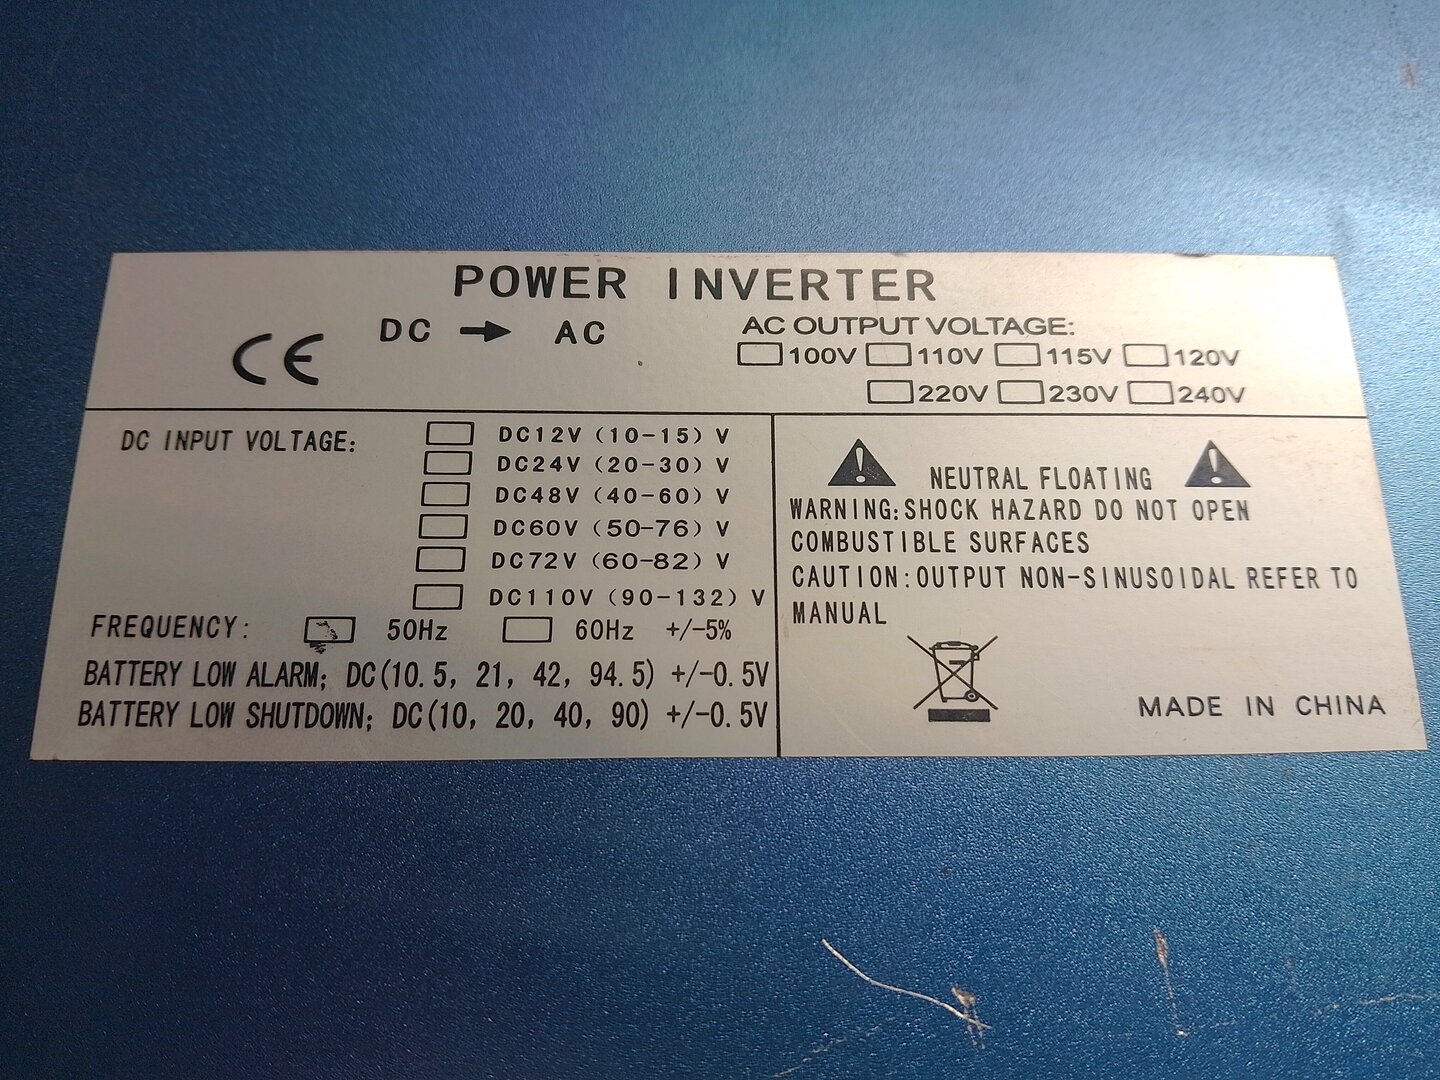 POWER INVERTER
CE
DC → AC
AC OUTPUT VOLTAGE:
100V 110V 115V 120V
220V 230V 240V
DC INPUT VOLTAGE:
DC12V (10-15) V
DC24V (20-30) V
DC48V (40-60) V
DC60V (50-76) V
DC72V (60-82) V
DC110V (90-132) V
FREQUENCY: 50Hz 60Hz +/-5%
BATTERY LOW ALARM; DC(10.5, 21, 42, 94.5) +/-0.5V
BATTERY LOW SHUTDOWN; DC(10, 20, 40, 90) +/-0.5V
NEUTRAL FLOATING
WARNING:SHOCK HAZARD DO NOT OPEN
COMBUSTIBLE SURFACES
CAUTION:OUTPUT NON-SINUSOIDAL REFER TO
MANUAL
MADE IN CHINA